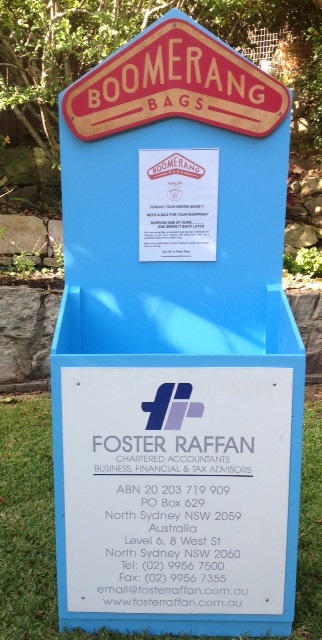 BOOMERANG
BAGS
BOOMERANG
BAGS
FORGOT YOUR ENVIRO BAGS ?
NEED A BAG FOR YOUR SHOPPING?
BORROW ONE OF OURS
AND BRING IT BACK LATER
FOSTER RAFFAN
CHARTERED ACCOUNTANTS
BUSINESS, FINANCIAL & TAX ADVISORS
ABN 20 203 719 909
PO Box 629
North Sydney NSW 2059
Australia
Level 6, 8 West St
North Sydney NSW 2060
Tel: (02) 9956 7500
Fax: (02) 9956 7355
email@fosterraffan.com.au
www.fosterraffan.com.au